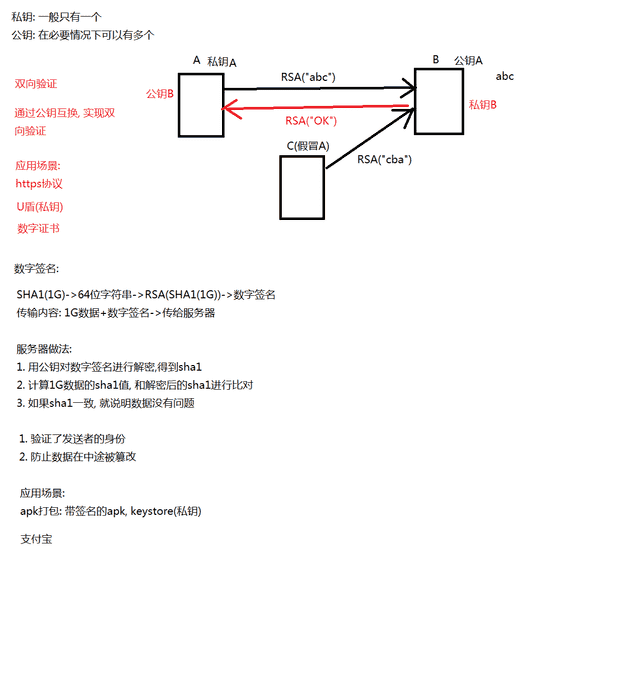 私钥: 一般只有一个
公钥: 在必要情况下可以有多个
A 私钥A
B 公钥A
abc
双向验证
公钥B
RSA("abc")
私钥B
通过公钥互换, 实现双
向验证
RSA("OK")
C(假冒A)
RSA("cba")
应用场景:
https协议
U盾(私钥)
数字证书
数字签名:
SHA1(1G)->64位字符串->RSA(SHA1(1G))->数字签名
传输内容: 1G数据+数字签名->传给服务器
服务器做法:
1. 用公钥对数字签名进行解密,得到sha1
2. 计算1G数据的sha1值, 和解密后的sha1进行比对
3. 如果sha1一致, 就说明数据没有问题
1. 验证了发送者的身份
2. 防止数据在中途被篡改
应用场景:
apk打包: 带签名的apk, keystore(私钥)
支付宝